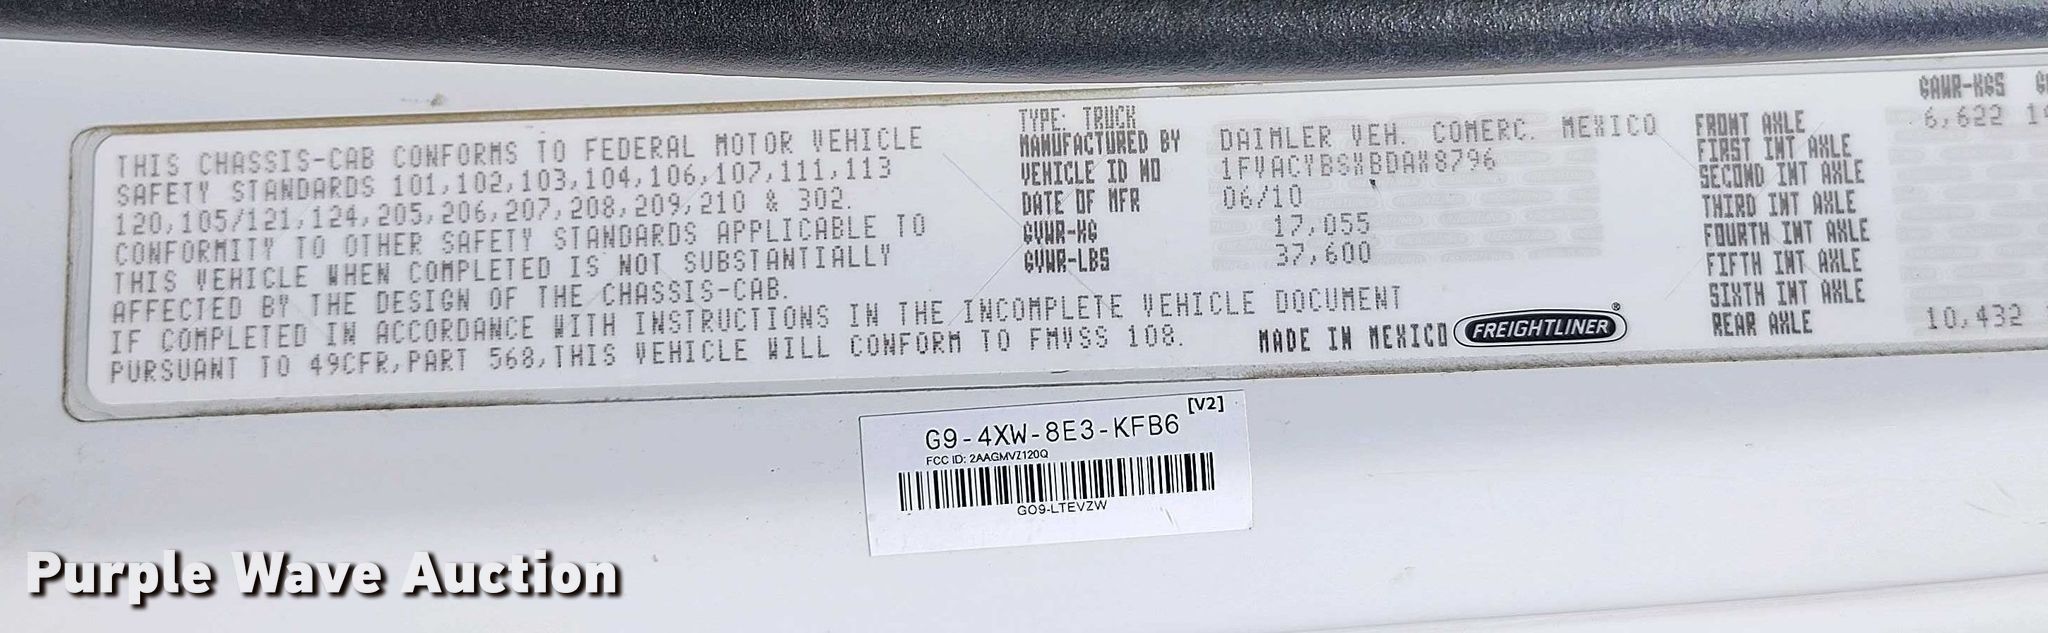 THIS CHASSIS-CAB CONFORMS TO FEDERAL MOTOR VEHICLE
SAFETY STANDARDS 101,102,103,104,106,107,111,113
120,105/121,124,205,206,207,208,209,210 & 302.
CONFORMITY TO OTHER SAFETY STANDARDS APPLICABLE TO
THIS VEHICLE WHEN COMPLETED IS NOT SUBSTANTIALLY
AFFECTED BY THE DESIGN OF THE CHASSIS-CAB.
IF COMPLETED IN ACCORDANCE WITH INSTRUCTIONS IN THE INCOMPLETE VEHICLE DOCUMENT
PURSUANT TO 49CFR,PART 568,THIS VEHICLE WILL CONFORM TO FMVSS 108.
TYPE: TRUCK
MANUFACTURED BY DAIMLER VEH. COMERC. MEXICO
VEHICLE ID NO 1FVACYBSXBDAX8796
DATE OF MFR 06/10
GVWR-KG 17,055
GVWR-LBS 37,600
MADE IN MEXICO FREIGHTLINER®
GAWR-KGS
FRONT AXLE 6,622
FIRST INT AXLE
SECOND INT AXLE
THIRD INT AXLE
FOURTH INT AXLE
FIFTH INT AXLE
SIXTH INT AXLE
REAR AXLE 10,432
[V2]
G9-4XW-8E3-KFB6
FCC ID: 2AAGMVZ120Q
GO9-LTEVZW
Purple Wave Auction